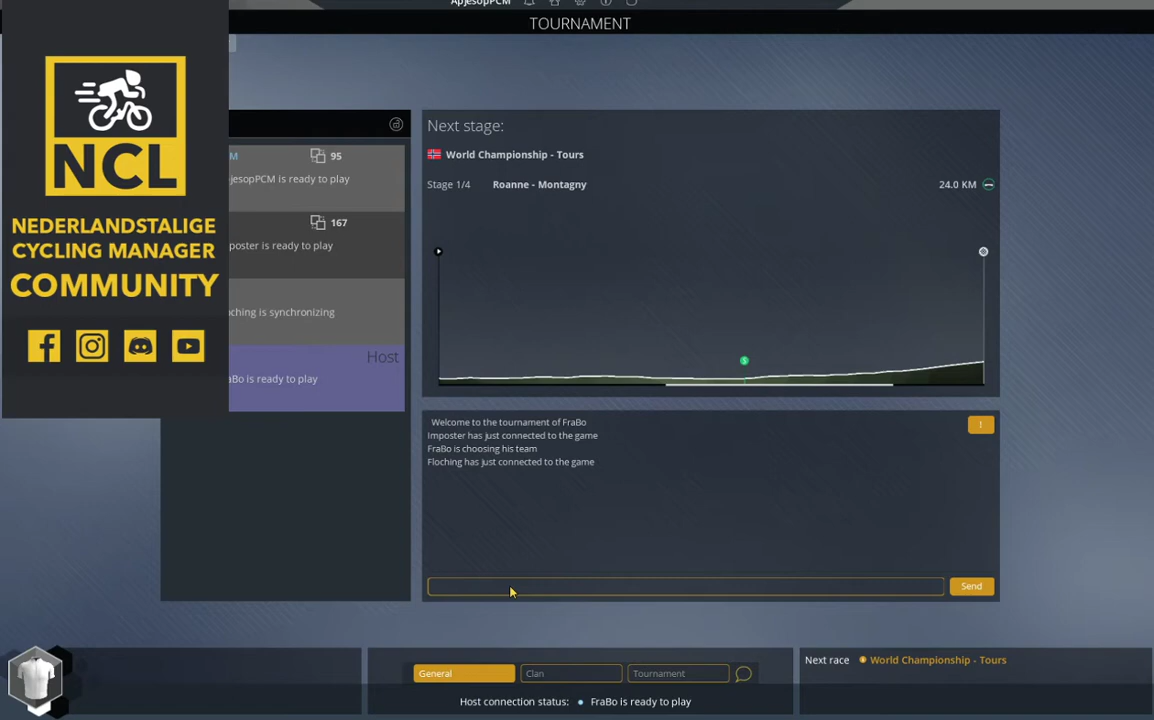 ApjesopPCM
TOURNAMENT
NCL
NEDERLANDSTALIGE
CYCLING MANAGER
COMMUNITY
M 95
jesopPCM is ready to play
167
poster is ready to play
ching is synchronizing
Host
aBo is ready to play
Next stage:
World Championship - Tours
Stage 1/4 Roanne - Montagny 24.0 KM
S
Welcome to the tournament of FraBo
Imposter has just connected to the game
FraBo is choosing his team
Floching has just connected to the game
!
Send
General Clan Tournament
Next race World Championship - Tours
Host connection status: FraBo is ready to play